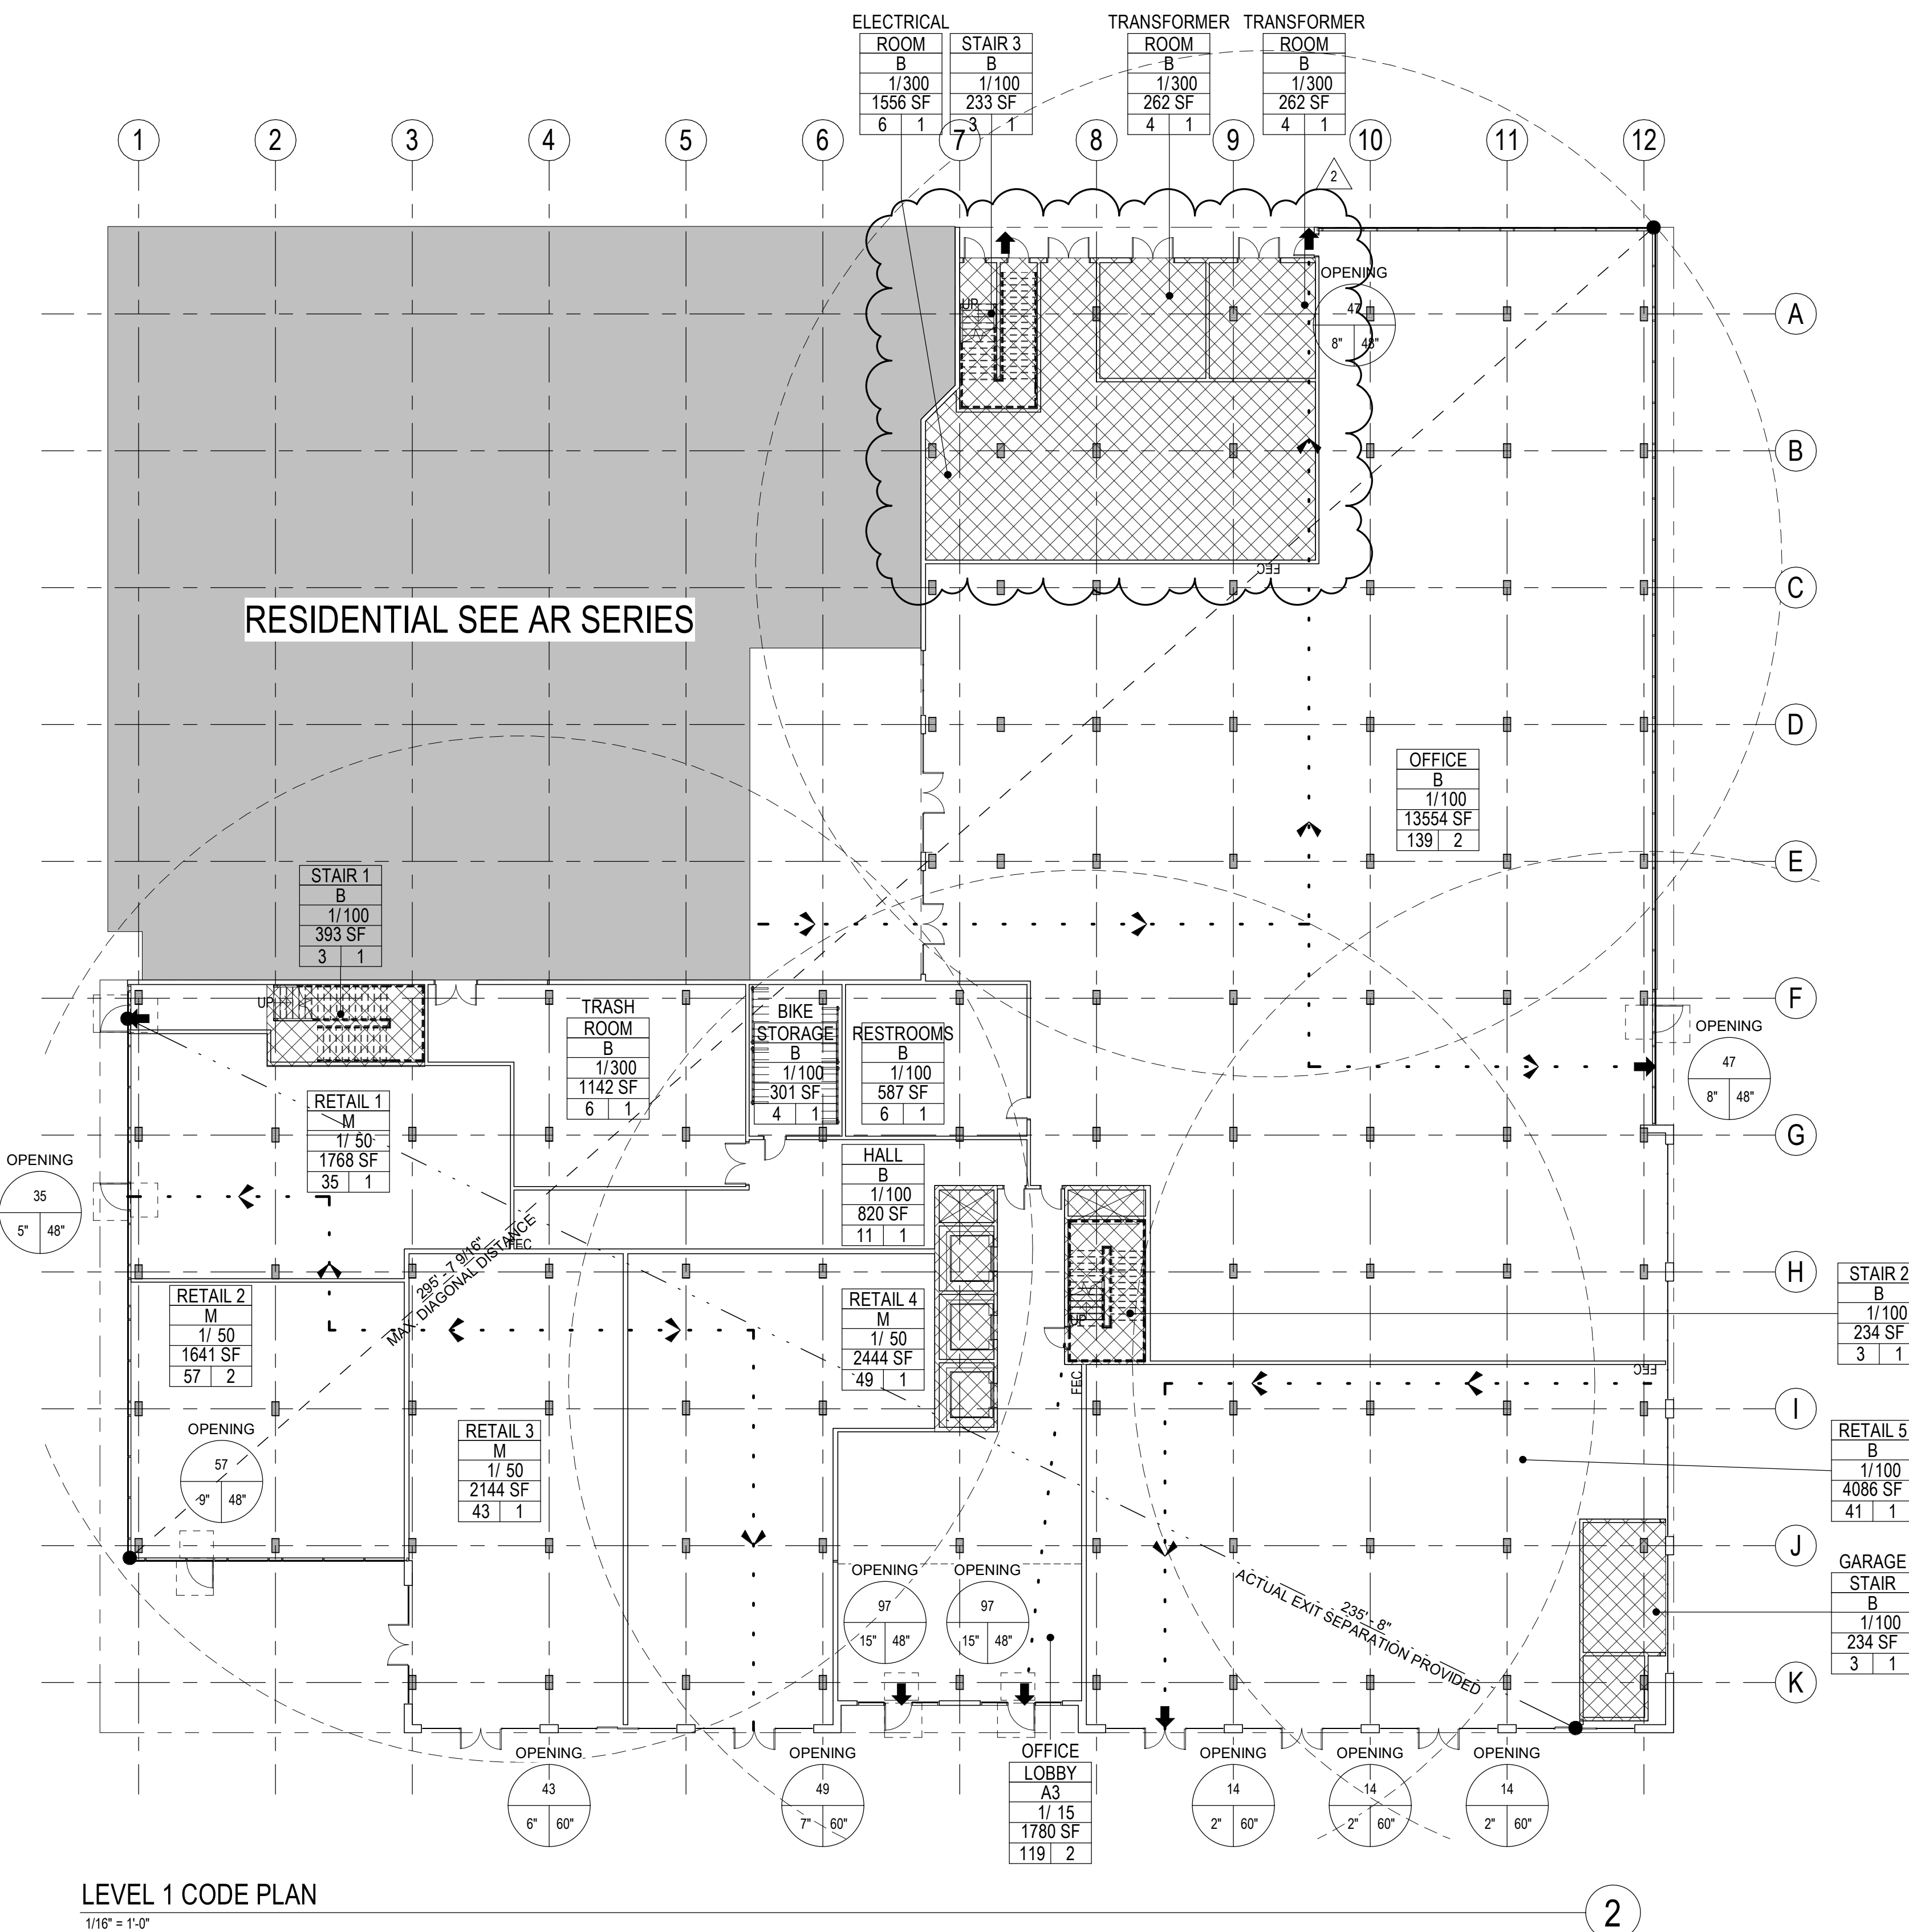 ELECTRICAL
ROOM
B
1/300
1556 SF
6 1
STAIR 3
B
1/100
233 SF
3 1
TRANSFORMER
ROOM
B
1/300
262 SF
4 1
TRANSFORMER
ROOM
B
1/300
262 SF
4 1
1 2 3 4 5 6 7 8 9 10 11 12
2
UP
OPENING
47
8" 48"
A
B
FEC
C
RESIDENTIAL SEE AR SERIES
D
OFFICE
B
1/100
13554 SF
139 2
E
STAIR 1
B
1/100
393 SF
3 1
UP
F
TRASH
ROOM
B
1/300
1142 SF
6 1
BIKE
STORAGE
B
1/100
301 SF
4 1
RESTROOMS
B
1/100
587 SF
6 1
OPENING
47
8" 48"
RETAIL 1
M
1/ 50
1768 SF
35 1
G
OPENING
35
5" 48"
HALL
B
1/100
820 SF
11 1
FEC
295' - 7 9/16"
MAX. DIAGONAL DISTANCE
H
STAIR 2
B
1/100
234 SF
3 1
UP
RETAIL 2
M
1/ 50
1641 SF
57 2
RETAIL 4
M
1/ 50
2444 SF
49 1
FEC
FEC
I
OPENING
57
9" 48"
RETAIL 3
M
1/ 50
2144 SF
43 1
RETAIL 5
B
1/100
4086 SF
41 1
J
OPENING
97
15" 48"
OPENING
97
15" 48"
235' - 8"
ACTUAL EXIT SEPARATION PROVIDED
GARAGE
STAIR
B
1/100
234 SF
3 1
K
OPENING
43
6" 60"
OPENING
49
7" 60"
OFFICE
LOBBY
A3
1/ 15
1780 SF
119 2
OPENING
14
2" 60"
OPENING
14
2" 60"
OPENING
14
2" 60"
LEVEL 1 CODE PLAN
1/16" = 1'-0"
2